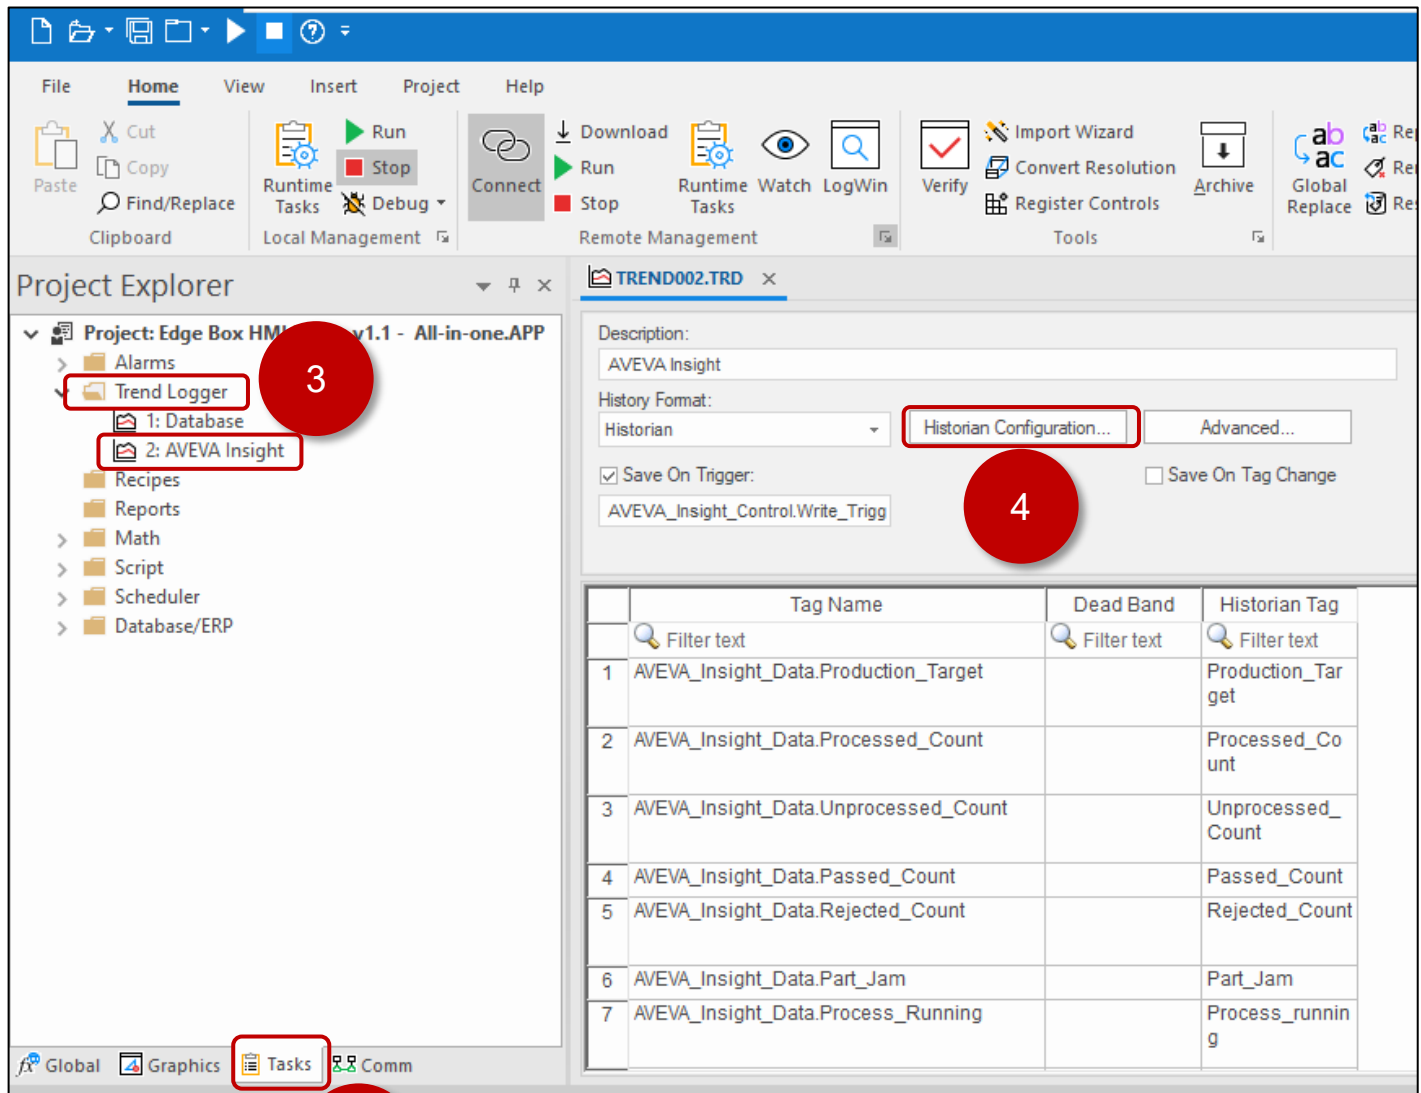 File Home View Insert Project Help
Paste
Cut
Copy
Find/Replace
Clipboard
Runtime Tasks
Run
Stop
Debug
Local Management
Connect
Download
Run
Stop
Runtime Tasks
Watch
LogWin
Remote Management
Verify
Import Wizard
Convert Resolution
Register Controls
Tools
Archive
ab
ac
Global Replace
ab
ac
Project Explorer
Project: Edge Box HMI v1.1 - All-in-one.APP
Alarms
Trend Logger
1: Database
2: AVEVA Insight
Recipes
Reports
Math
Script
Scheduler
Database/ERP
3
fx Global Graphics Tasks Comm
TREND002.TRD
Description:
AVEVA Insight
History Format:
Historian
Historian Configuration...
Advanced...
Save On Trigger:
Save On Tag Change
AVEVA_Insight_Control.Write_Trigg
4
Tag Name Dead Band Historian Tag
Filter text Filter text Filter text
1 AVEVA_Insight_Data.Production_Target Production_Tar
get
2 AVEVA_Insight_Data.Processed_Count Processed_Co
unt
3 AVEVA_Insight_Data.Unprocessed_Count Unprocessed_
Count
4 AVEVA_Insight_Data.Passed_Count Passed_Count
5 AVEVA_Insight_Data.Rejected_Count Rejected_Count
6 AVEVA_Insight_Data.Part_Jam Part_Jam
7 AVEVA_Insight_Data.Process_Running Process_runnin
g